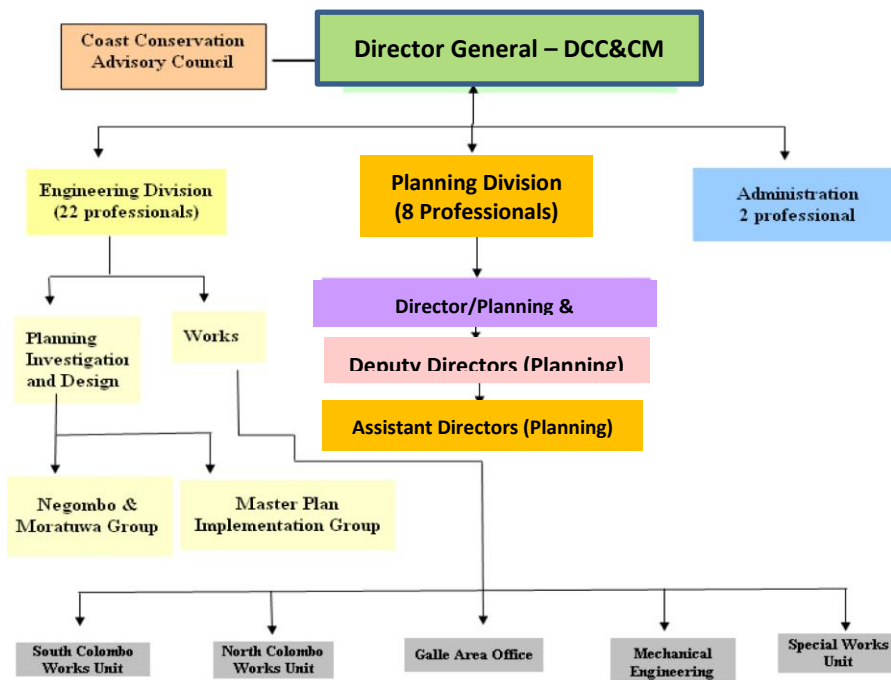 Coast Conservation
Advisory Council
Director General – DCC&CM
Engineering Division
(22 professionals)
Planning Division
(8 Professionals)
Administration
2 professional
Planning
Investigation
and Design
Works
Director/Planning &
Deputy Directors (Planning)
Assistant Directors (Planning)
Negombo &
Moratuwa Group
Master Plan
Implementation Group
South Colombo
Works Unit
North Colombo
Works Unit
Galle Area Office
Mechanical
Engineering
Special Works
Unit